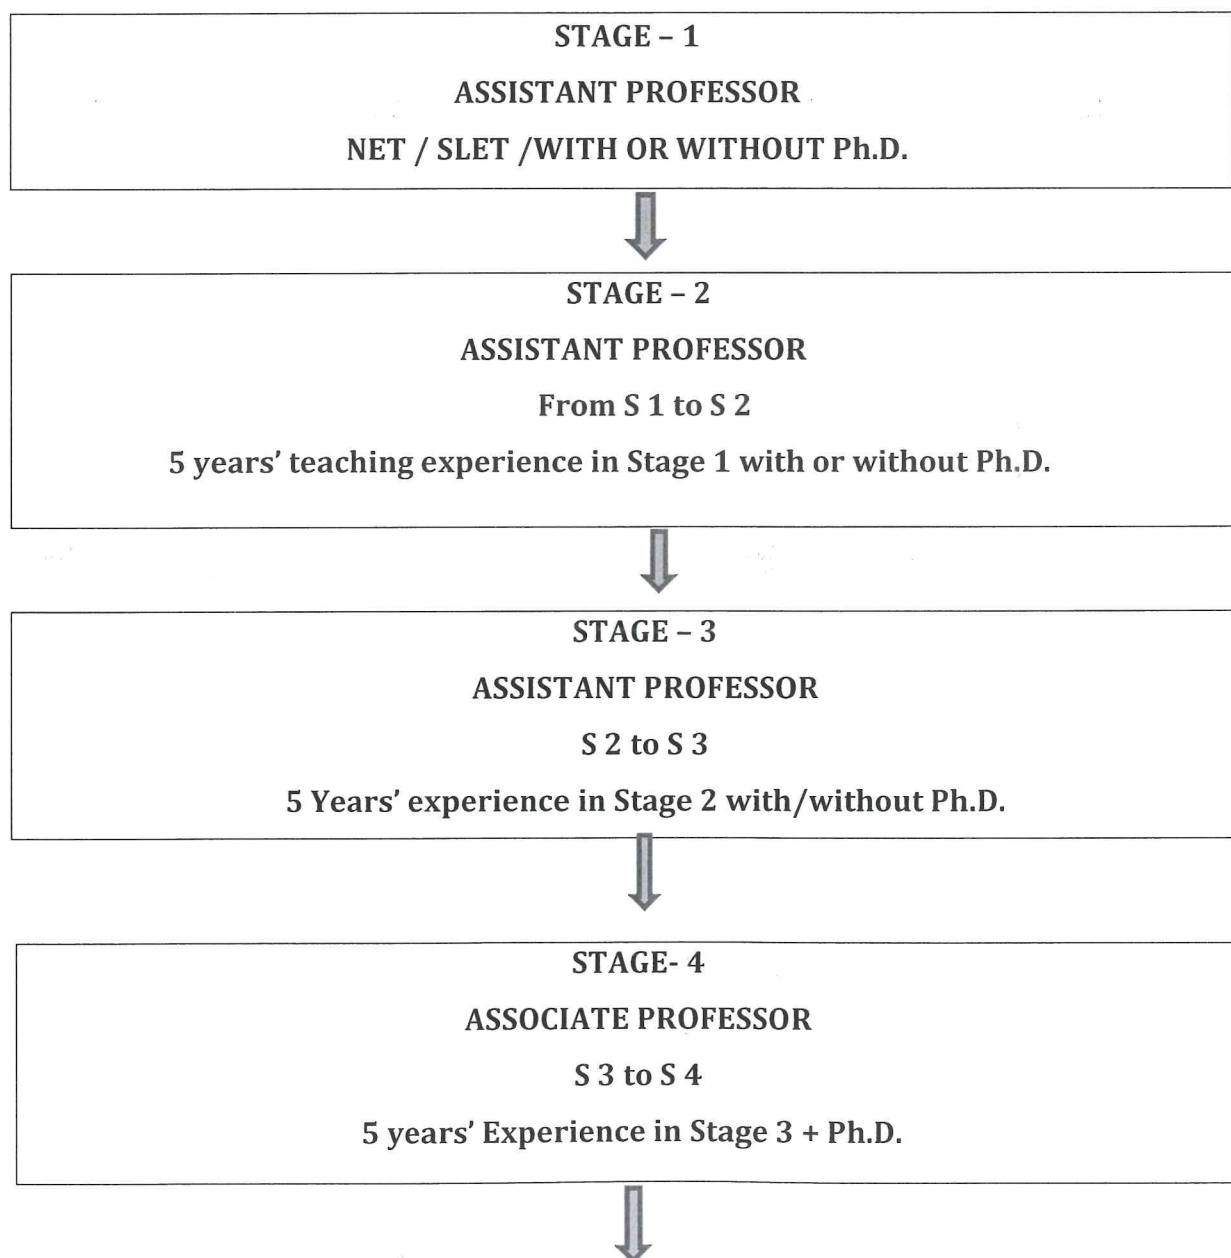 STAGE – 1
ASSISTANT PROFESSOR
NET / SLET /WITH OR WITHOUT Ph.D.
STAGE – 2
ASSISTANT PROFESSOR
From S 1 to S 2
5 years’ teaching experience in Stage 1 with or without Ph.D.
STAGE – 3
ASSISTANT PROFESSOR
S 2 to S 3
5 Years’ experience in Stage 2 with/without Ph.D.
STAGE- 4
ASSOCIATE PROFESSOR
S 3 to S 4
5 years’ Experience in Stage 3 + Ph.D.